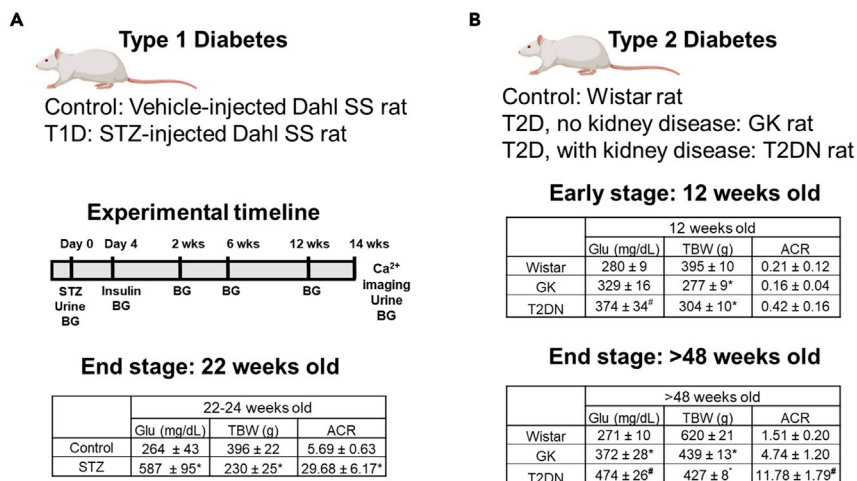 A
Type 1 Diabetes
Control: Vehicle-injected Dahl SS rat
T1D: STZ-injected Dahl SS rat
Experimental timeline
Day 0 Day 4 2 wks 6 wks 12 wks 14 wks
STZ Urine BG
Insulin BG
BG
BG
BG
Ca²⁺ imaging Urine BG
End stage: 22 weeks old
22-24 weeks old
Glu (mg/dL) TBW (g) ACR
Control 264 ± 43 396 ± 22 5.69 ± 0.63
STZ 587 ± 95* 230 ± 25* 29.68 ± 6.17*
B
Type 2 Diabetes
Control: Wistar rat
T2D, no kidney disease: GK rat
T2D, with kidney disease: T2DN rat
Early stage: 12 weeks old
12 weeks old
Glu (mg/dL) TBW (g) ACR
Wistar 280 ± 9 395 ± 10 0.21 ± 0.12
GK 329 ± 16 277 ± 9* 0.16 ± 0.04
T2DN 374 ± 34# 304 ± 10* 0.42 ± 0.16
End stage: >48 weeks old
>48 weeks old
Glu (mg/dL) TBW (g) ACR
Wistar 271 ± 10 620 ± 21 1.51 ± 0.20
GK 372 ± 28* 439 ± 13* 4.74 ± 1.20
T2DN 474 ± 26# 427 ± 8* 11.78 ± 1.79#